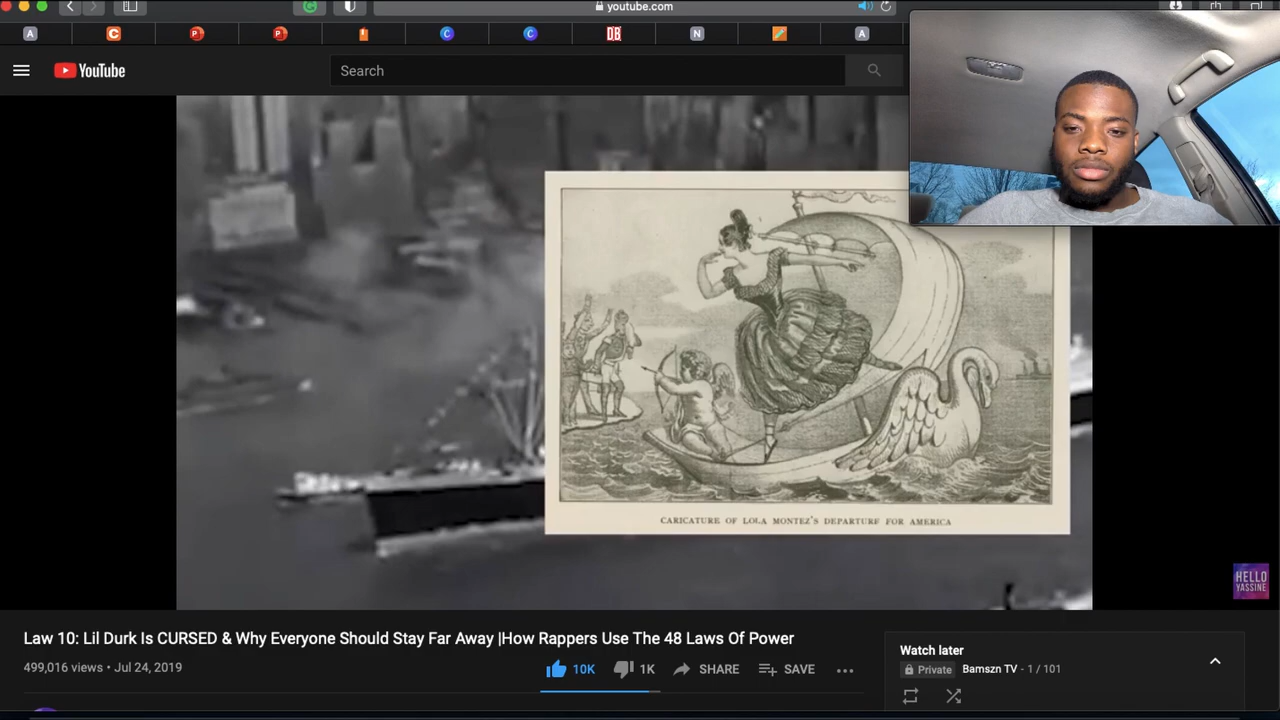 youtube.com
A
C
P
P
C
C
DB
N
A
YouTube
Search
CARICATURE OF LOLA MONTEZ'S DEPARTURE FOR AMERICA
HELLO
YASSINE
Law 10: Lil Durk Is CURSED & Why Everyone Should Stay Far Away |How Rappers Use The 48 Laws Of Power
499,016 views • Jul 24, 2019
10K
1K
SHARE
SAVE
Watch later
Private
Bamszn TV - 1 / 101